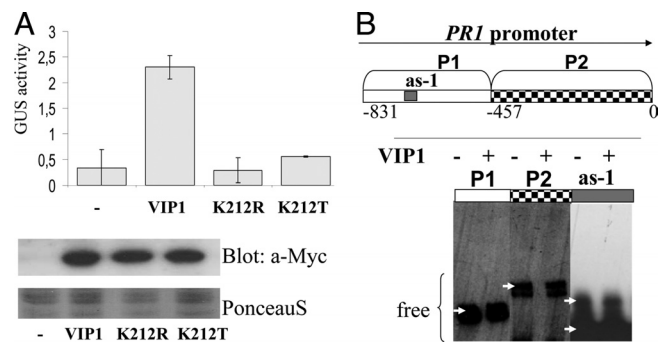 A
GUS activity
3
2.5
2
1.5
1
0,5
0
- VIP1 K212R K212T
Blot: a-Myc
PonceauS
- VIP1 K212R K212T
B
PR1 promoter
P1 P2
as-1
-831 -457 0
VIP1 - + - + - +
P1 P2 as-1
free